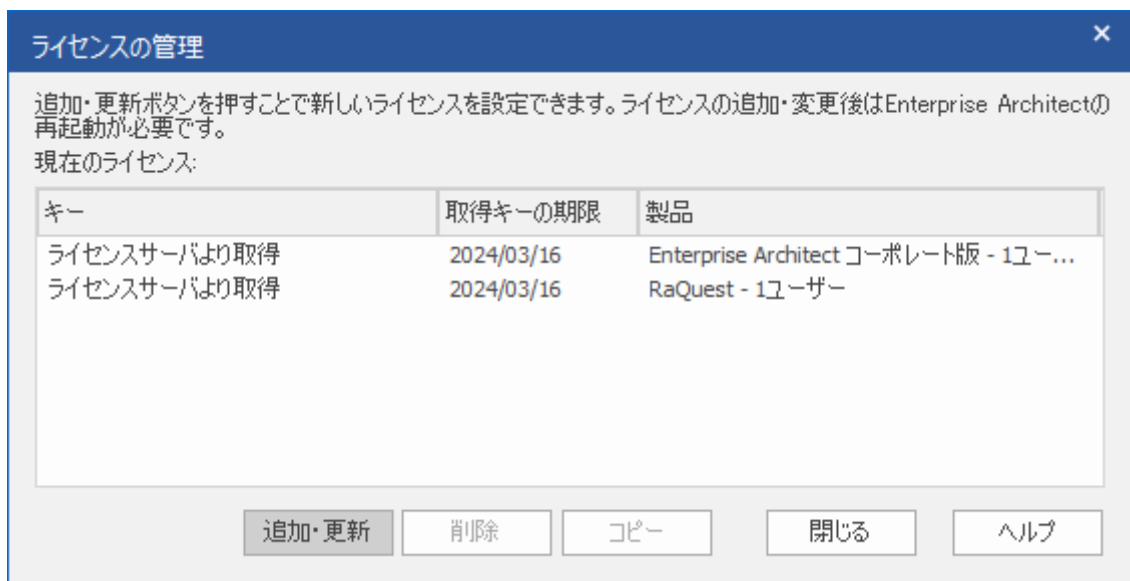 ライセンスの管理
追加・更新ボタンを押すことで新しいライセンスを設定できます。ライセンスの追加・変更後はEnterprise Architectの
再起動が必要です。
現在のライセンス:
キー 取得キーの期限 製品
ライセンスサーバより取得 2024/03/16 Enterprise Architect コーポレート版 - 1ユー...
ライセンスサーバより取得 2024/03/16 RaQuest - 1ユーザー
追加・更新 削除 コピー 閉じる ヘルプ